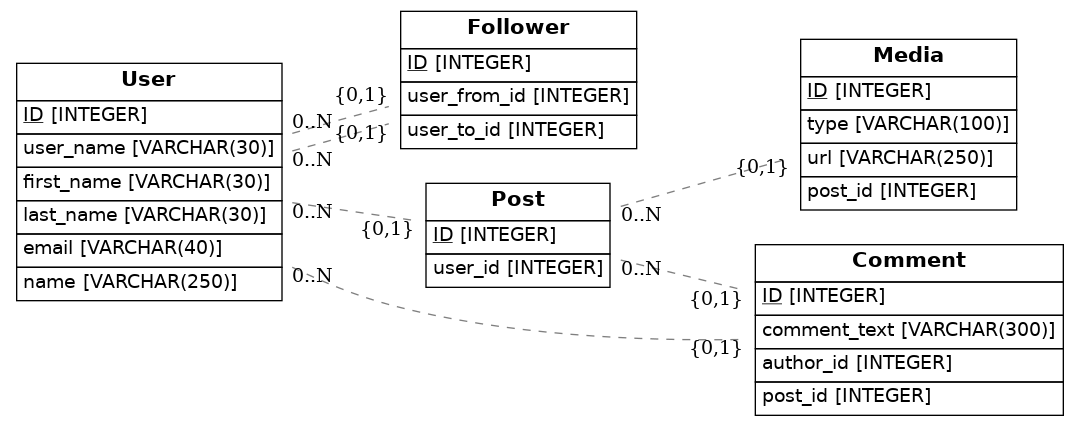 User
ID [INTEGER]
user_name [VARCHAR(30)]
first_name [VARCHAR(30)]
last_name [VARCHAR(30)]
email [VARCHAR(40)]
name [VARCHAR(250)]
Follower
ID [INTEGER]
user_from_id [INTEGER]
user_to_id [INTEGER]
{0,1}
0..N
{0,1}
0..N
0..N
{0,1}
0..N
{0,1}
Post
ID [INTEGER]
user_id [INTEGER]
{0,1}
0..N
0..N
{0,1}
Media
ID [INTEGER]
type [VARCHAR(100)]
url [VARCHAR(250)]
post_id [INTEGER]
Comment
ID [INTEGER]
comment_text [VARCHAR(300)]
author_id [INTEGER]
post_id [INTEGER]